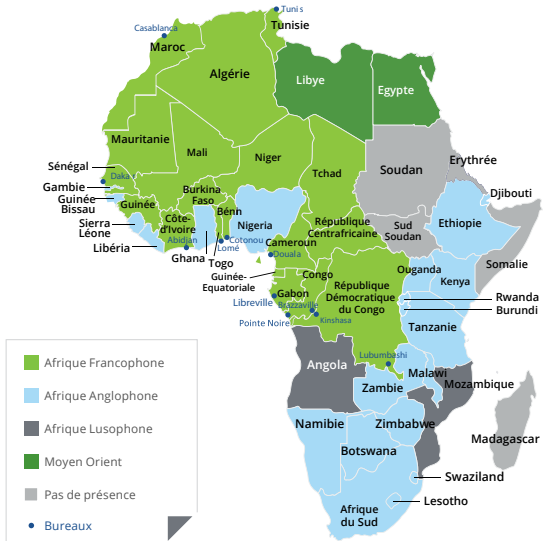 Tunis
Tunisie
Casablanca
Maroc
Algérie
Libye
Egypte
Mauritanie
Mali
Niger
Tchad
Soudan
Erythrée
Sénégal
Dakar
Gambie
Guinée
Bissau
Guinée
Burkina
Faso
Bénn
Djibouti
Sierra
Léone
Côte-
d'Ivoire
Nigeria
République
Centrafricaine
Sud
Soudan
Ethiopie
Libéria
Abidjan
Cotonou
Lomé
Cameroun
Douala
Ghana
Togo
Somalie
Guinée-
Equatoriale
Congo
Ouganda
Kenya
Gabon
République
Démocratique
du Congo
Rwanda
Burundi
Libreville
Brazzaville
Kinshasa
Pointe Noire
Tanzanie
Lubumbashi
Angola
Malawi
Mozambique
Zambie
Namibie
Zimbabwe
Madagascar
Botswana
Swaziland
Lesotho
Afrique
du Sud
Afrique Francophone
Afrique Anglophone
Afrique Lusophone
Moyen Orient
Pas de présence
Bureaux